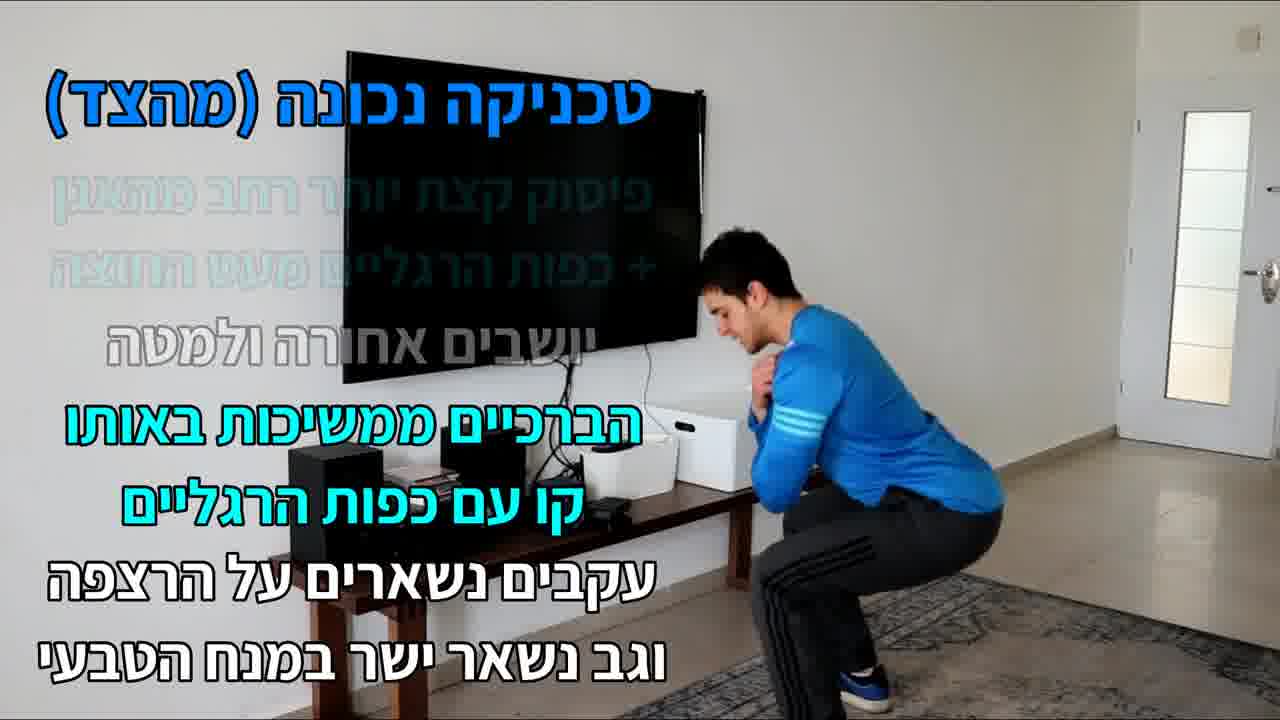 טכניקה נכונה (מהצד)
פיסוק קצת יותר רחב מהאגן
+ כפות הרגליים מעט החוצה
יושבים אחורה ולמטה
הברכיים ממשיכות באותו
קו עם כפות הרגליים
עקבים נשארים על הרצפה
וגב נשאר ישר במנח הטבעי